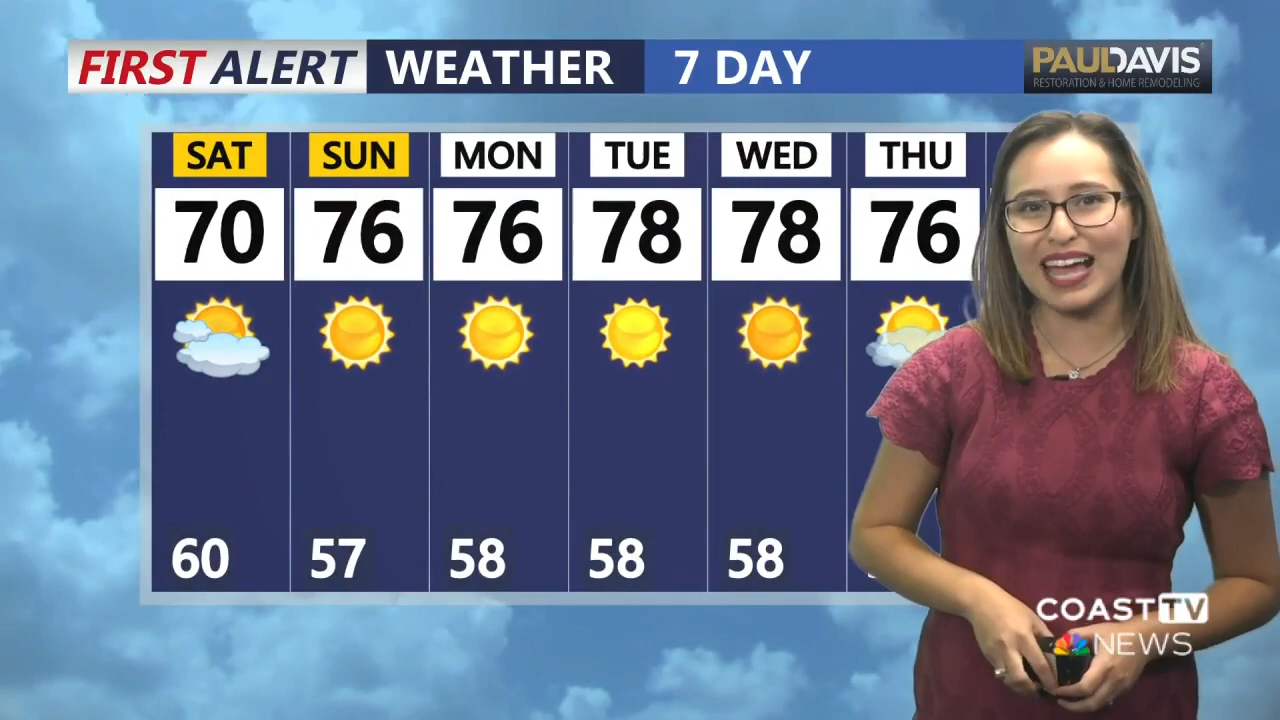 FIRST ALERT WEATHER 7 DAY
PAUL DAVIS
RESTORATION & HOME REMODELING
SAT SUN MON TUE WED THU
70 76 76 78 78 76
60 57 58 58 58
COAST TV
NEWS